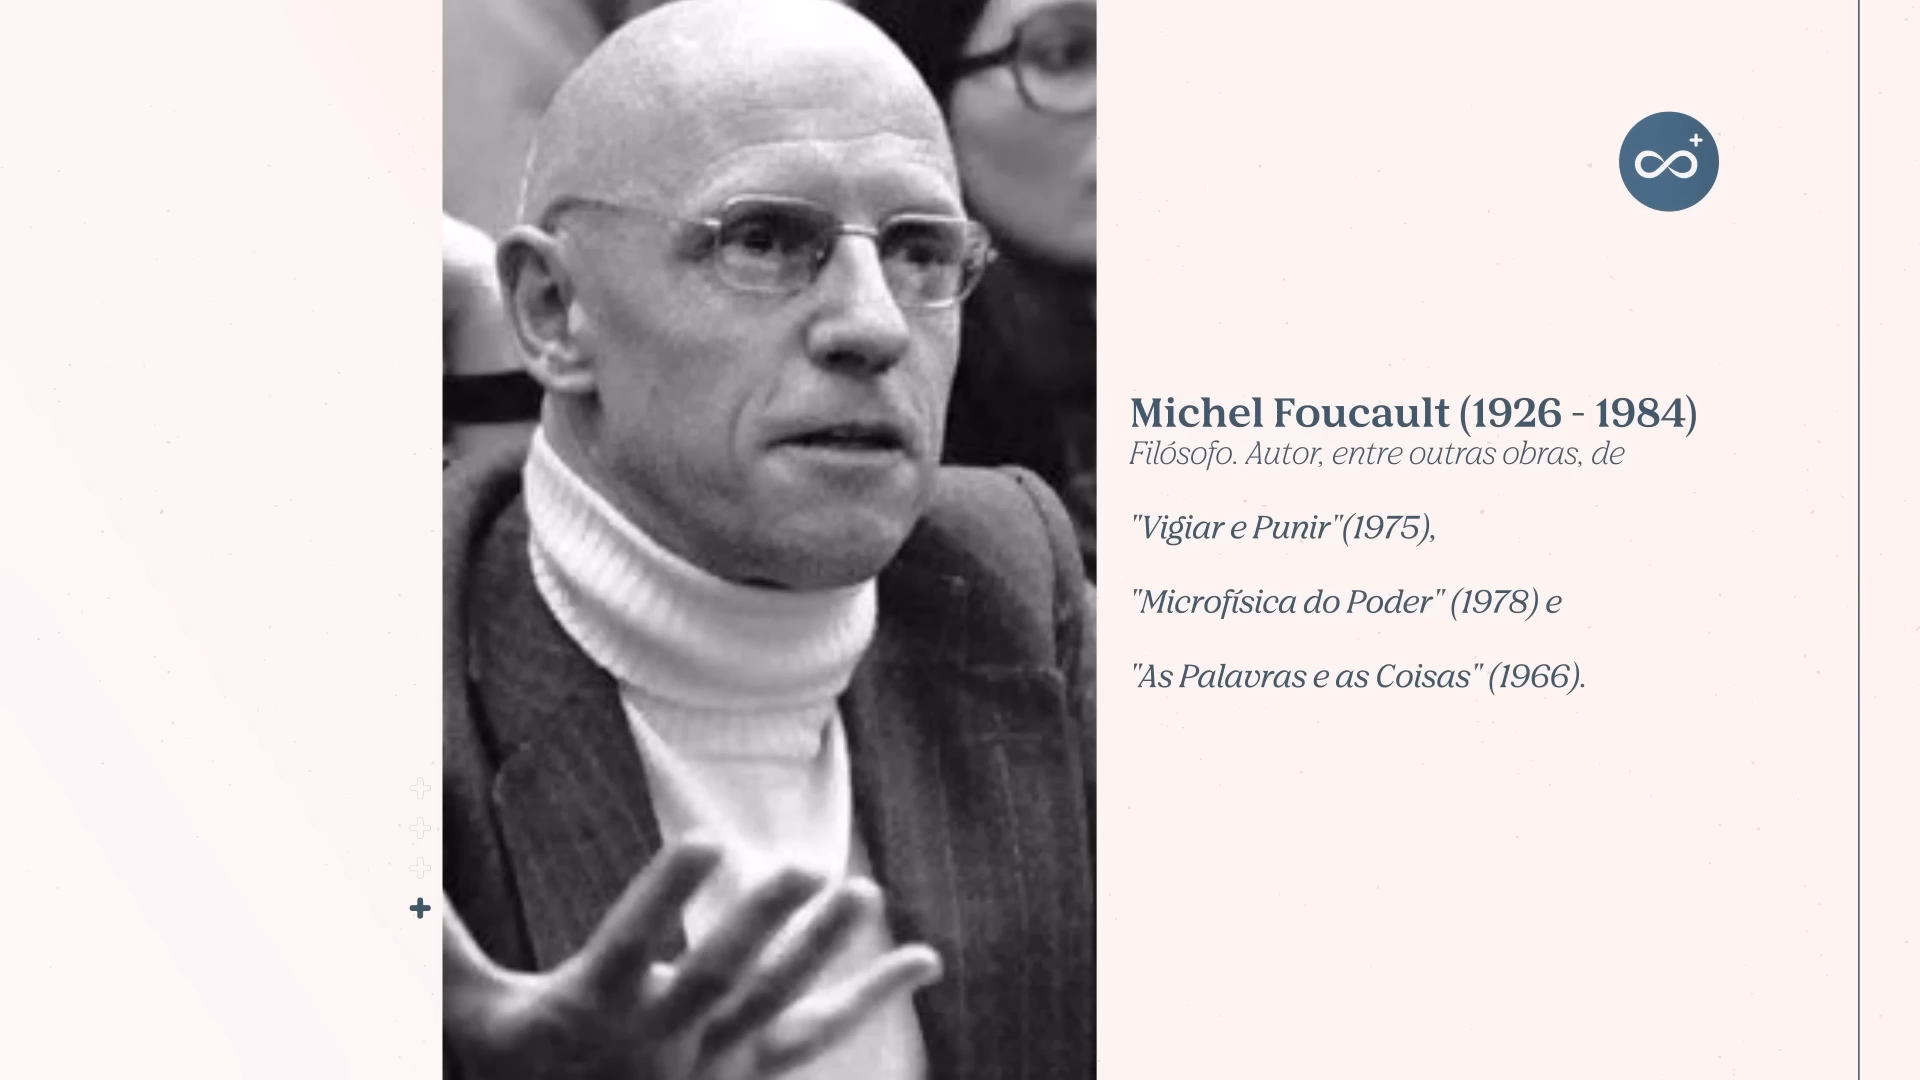 Michel Foucault (1926 - 1984)
Filósofo. Autor, entre outras obras, de
"Vigiar e Punir"(1975),
"Microfísica do Poder" (1978) e
"As Palavras e as Coisas" (1966).